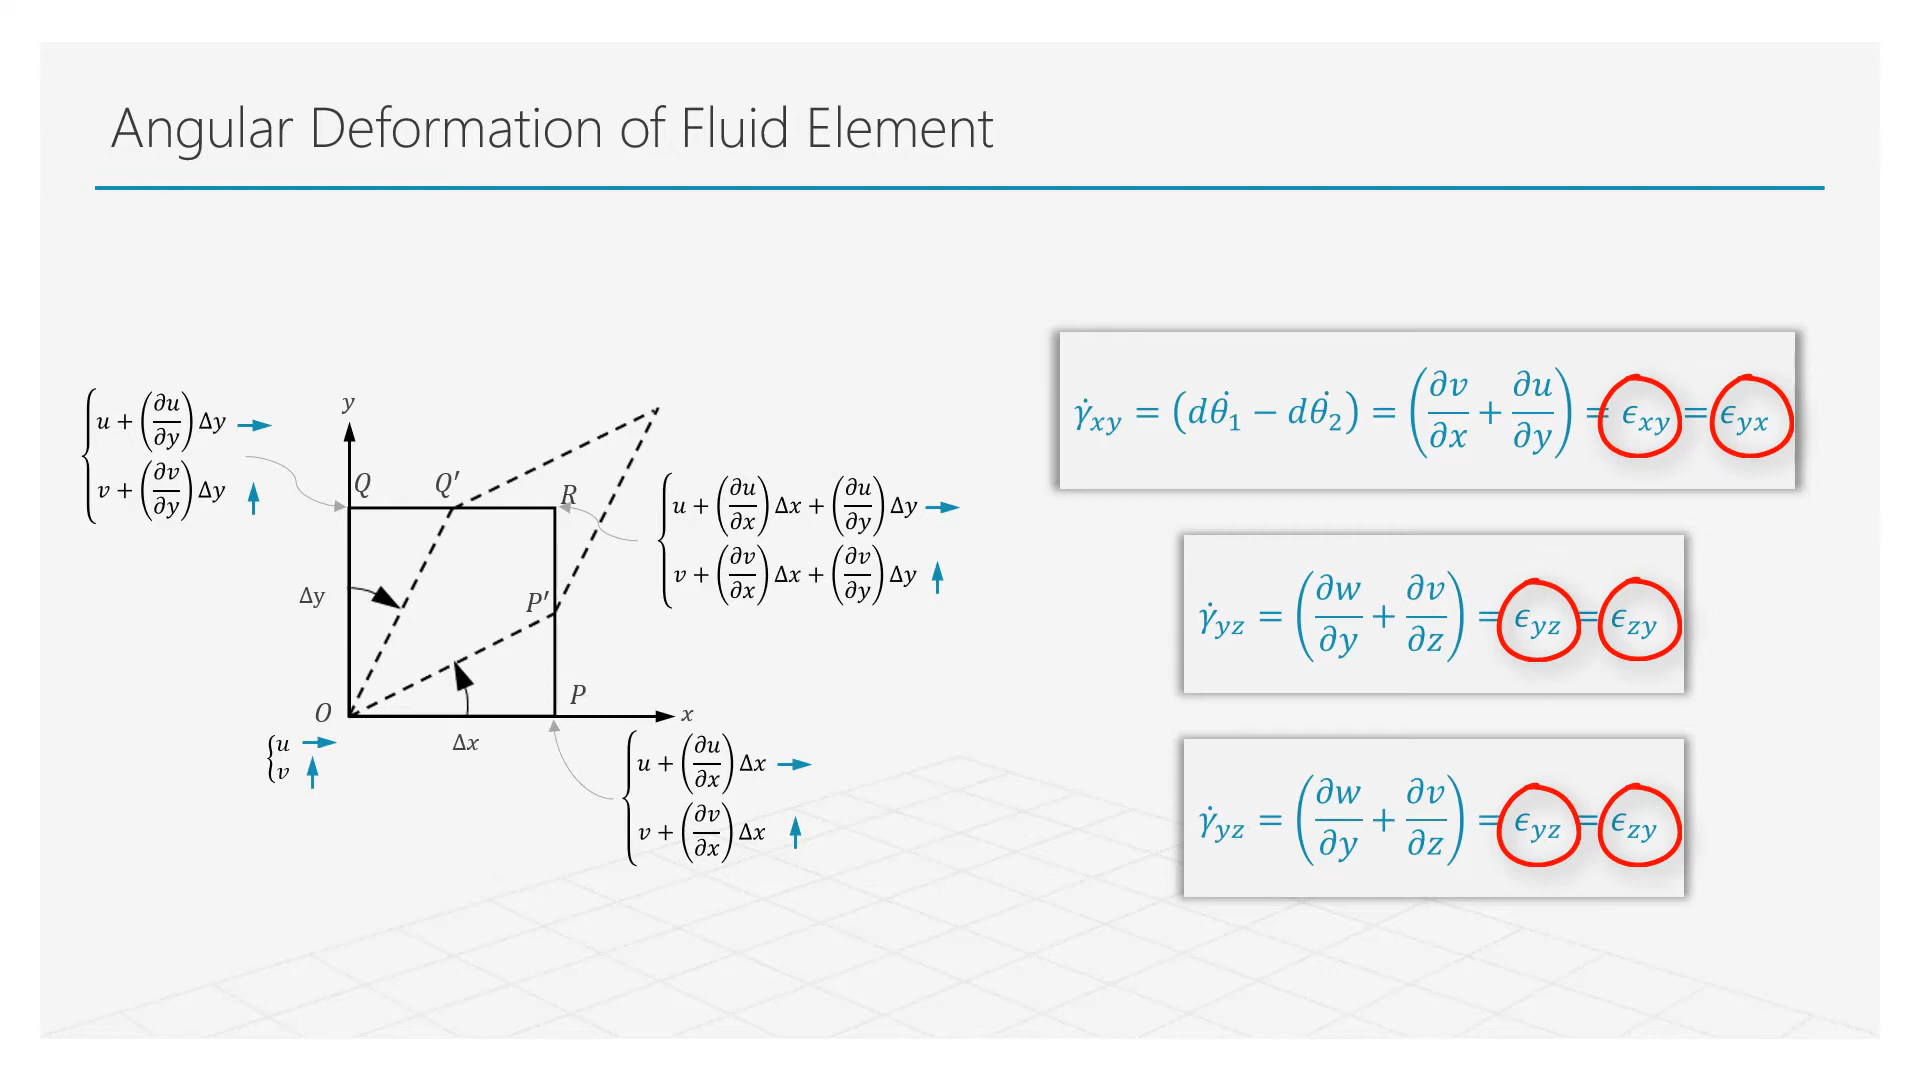 Angular Deformation of Fluid Element
u + (∂u/∂y) Δy
v + (∂v/∂y) Δy
y
Q
Q′
R
u + (∂u/∂x) Δx + (∂u/∂y) Δy
v + (∂v/∂x) Δx + (∂v/∂y) Δy
Δy
P′
P
O
x
Δx
u
v
u + (∂u/∂x) Δx
v + (∂v/∂x) Δx
γ̇xy = (dθ̇1 − dθ̇2) = (∂v/∂x + ∂u/∂y) = ϵxy = ϵyx
γ̇yz = (∂w/∂y + ∂v/∂z) = ϵyz = ϵzy
γ̇yz = (∂w/∂y + ∂v/∂z) = ϵyz = ϵzy